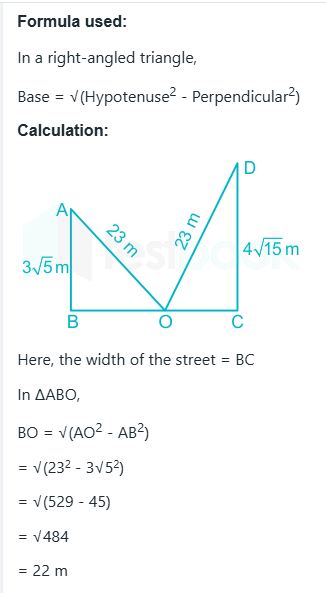 Formula used:
In a right-angled triangle,
Base = √(Hypotenuse² - Perpendicular²)
Calculation:
D
A
23 m
23 m
4√15 m
3√5 m
B
O
C
Here, the width of the street = BC
In ΔABO,
BO = √(AO² - AB²)
= √(23² - 3√5²)
= √(529 - 45)
= √484
= 22 m